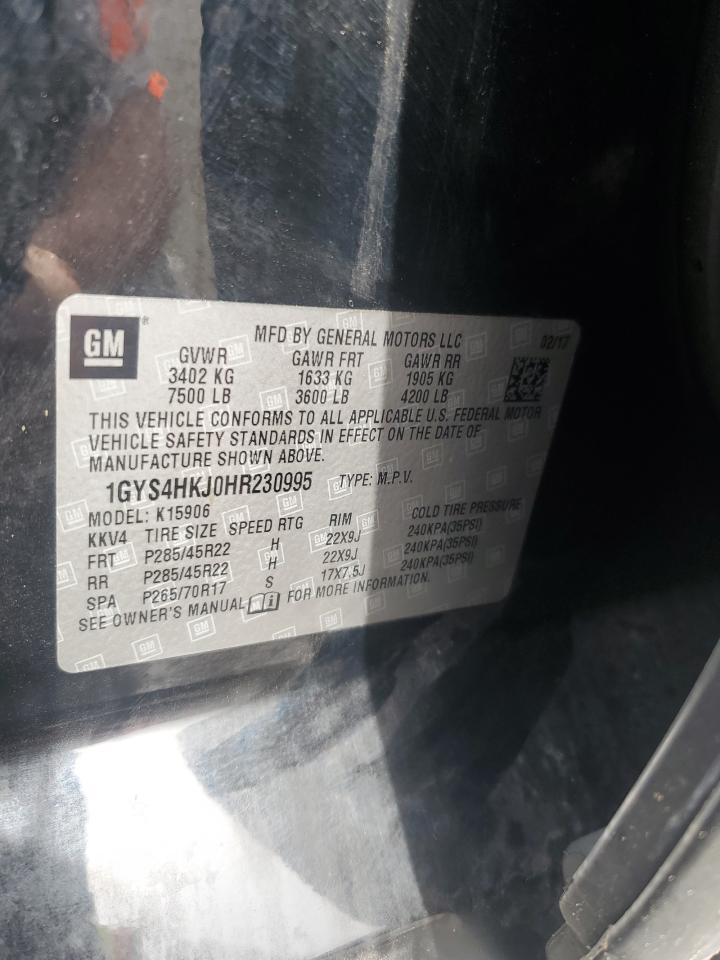 GM®
MFD BY GENERAL MOTORS LLC 02/17
GVWR GAWR FRT GAWR RR
3402 KG 1633 KG 1905 KG
7500 LB 3600 LB 4200 LB
THIS VEHICLE CONFORMS TO ALL APPLICABLE U.S. FEDERAL MOTOR
VEHICLE SAFETY STANDARDS IN EFFECT ON THE DATE OF
MANUFACTURE SHOWN ABOVE.
1GYS4HKJ0HR230995 TYPE: M.P.V.
MODEL: K15906
KKV4 TIRE SIZE SPEED RTG RIM COLD TIRE PRESSURE
FRT P285/45R22 H 22X9J 240KPA(35PSI)
RR P285/45R22 H 22X9J 240KPA(35PSI)
SPA P265/70R17 S 17X7.5J 240KPA(35PSI)
SEE OWNER'S MANUAL FOR MORE INFORMATION.